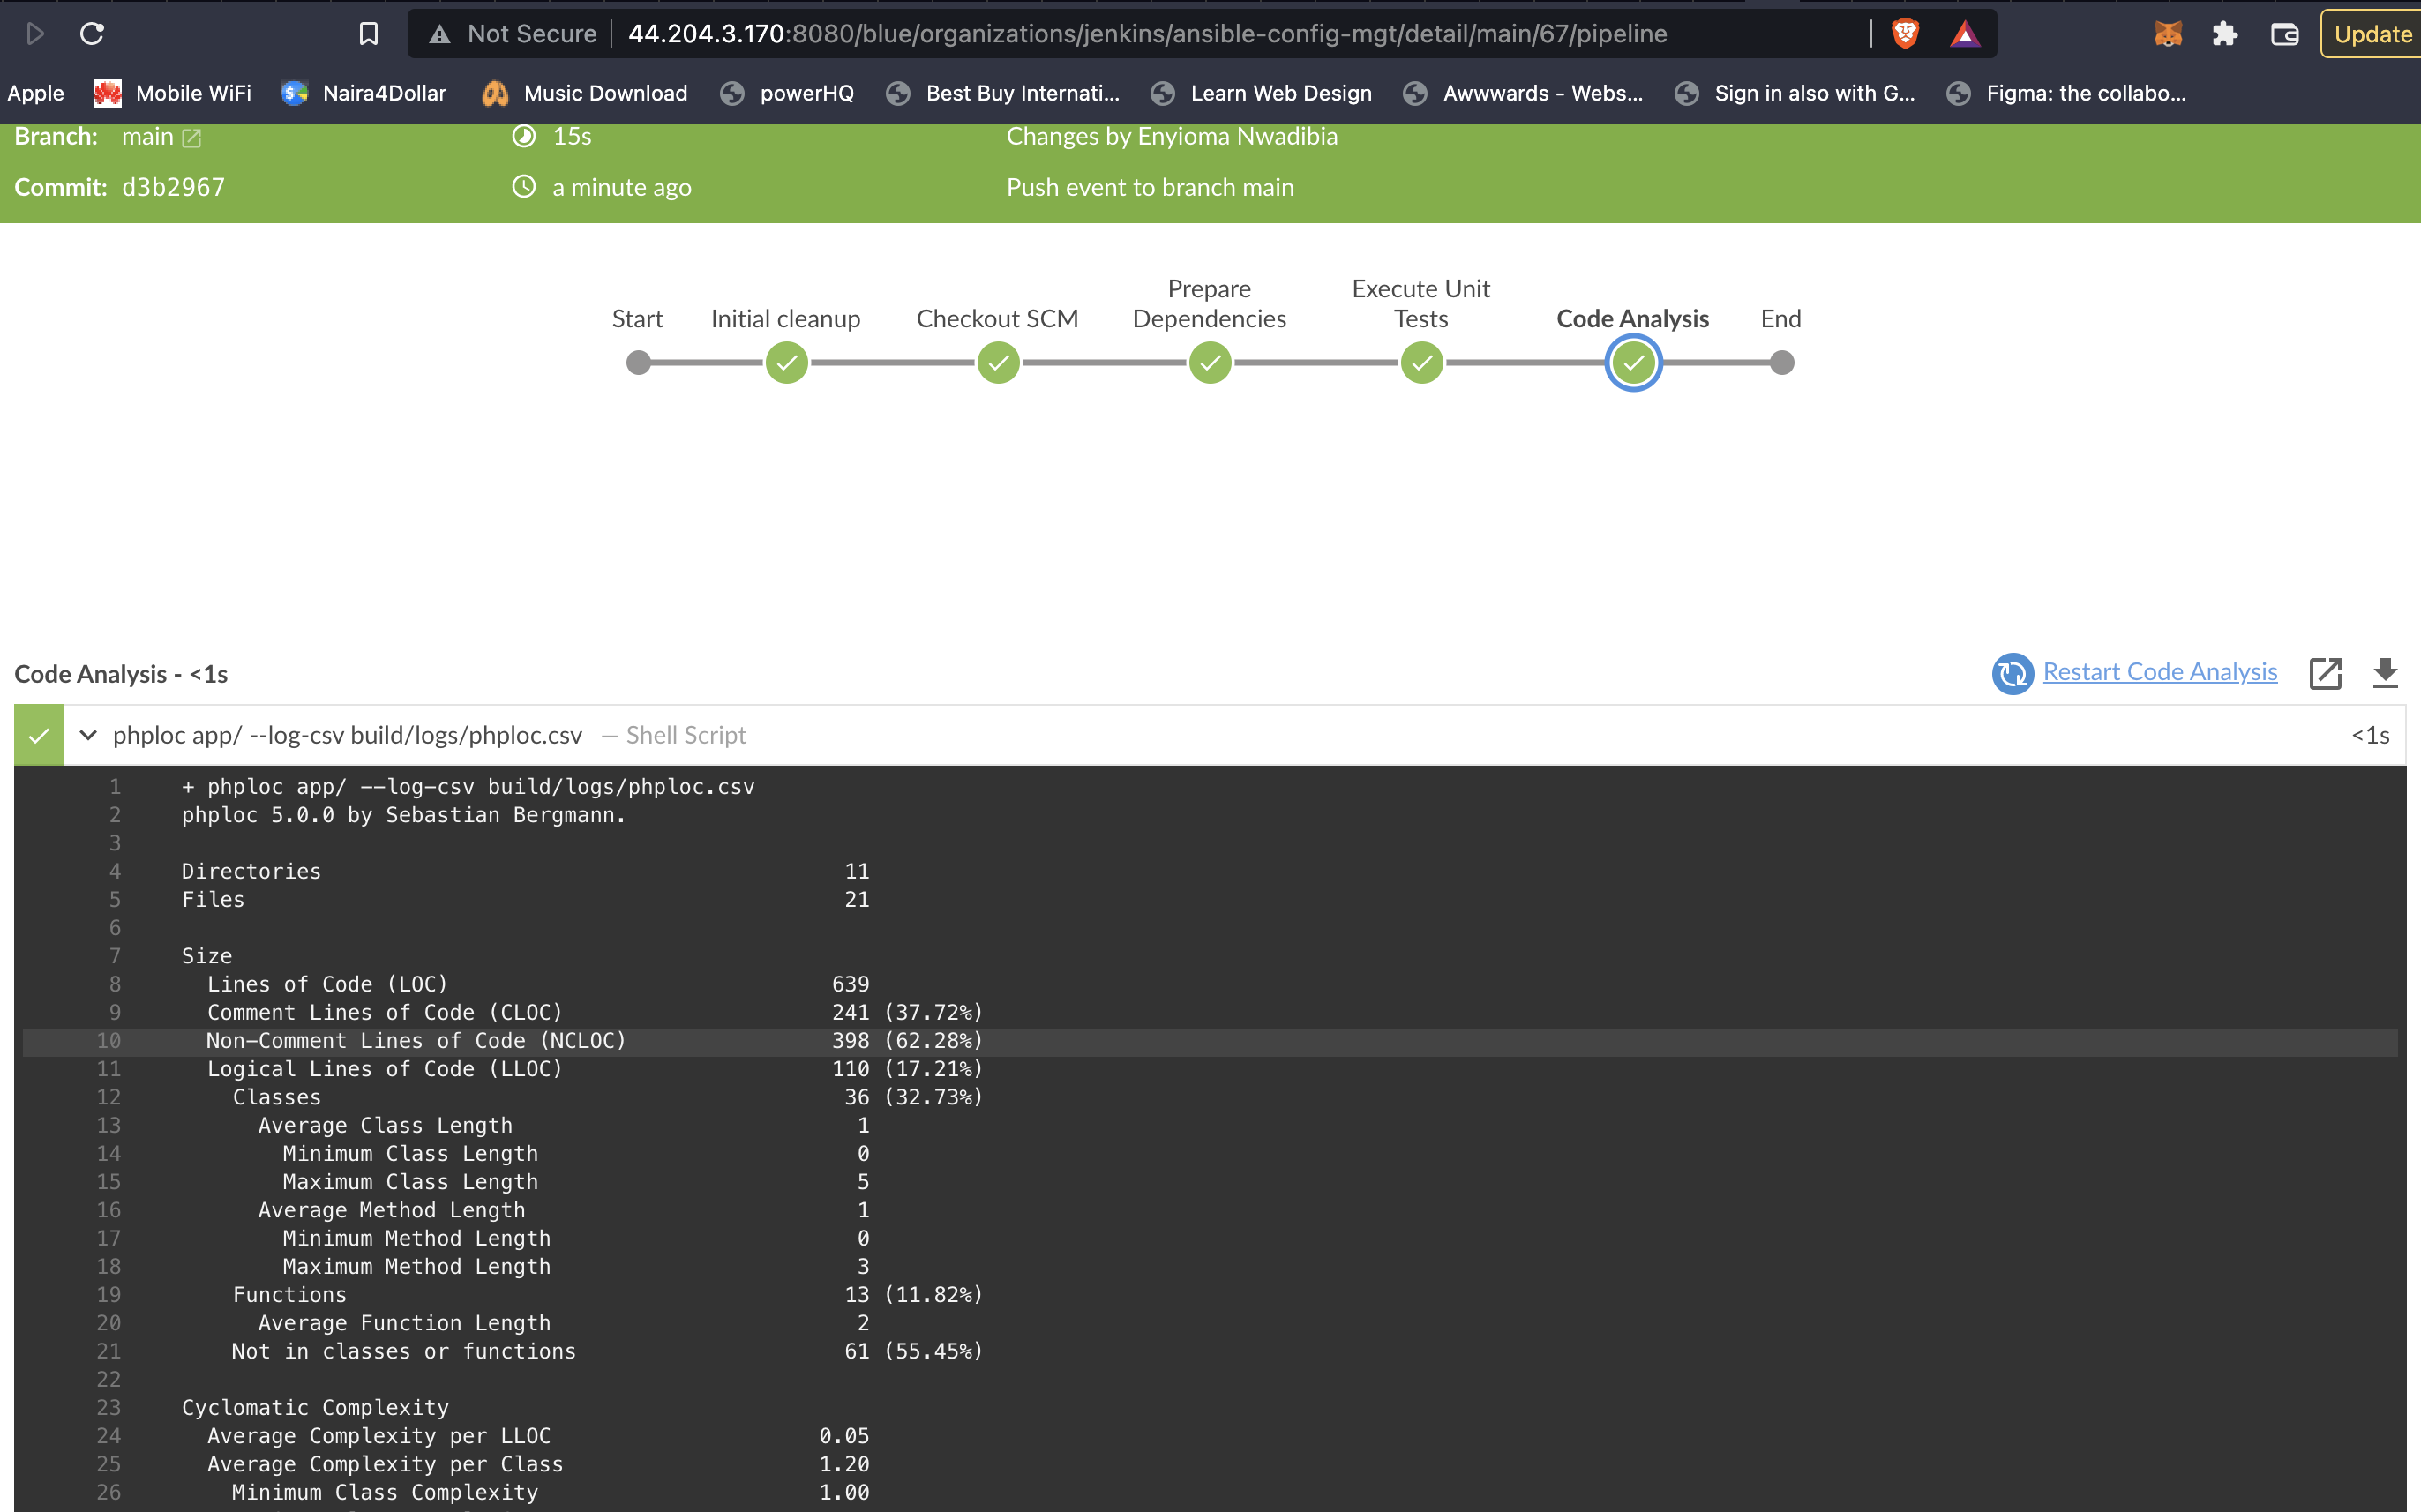 Not Secure 44.204.3.170:8080/blue/organizations/jenkins/ansible-config-mgt/detail/main/67/pipeline Update
Apple Mobile WiFi Naira4Dollar Music Download powerHQ Best Buy Internati... Learn Web Design Awwwards - Webs... Sign in also with G... Figma: the collabo...
Branch: main 15s Changes by Enyioma Nwadibia
Commit: d3b2967 a minute ago Push event to branch main
Start Initial cleanup Checkout SCM Prepare Dependencies Execute Unit Tests Code Analysis End
Code Analysis - <1s Restart Code Analysis
phploc app/ --log-csv build/logs/phploc.csv — Shell Script <1s
1 + phploc app/ --log-csv build/logs/phploc.csv
2 phploc 5.0.0 by Sebastian Bergmann.
3
4 Directories 11
5 Files 21
6
7 Size
8 Lines of Code (LOC) 639
9 Comment Lines of Code (CLOC) 241 (37.72%)
10 Non-Comment Lines of Code (NCLOC) 398 (62.28%)
11 Logical Lines of Code (LLOC) 110 (17.21%)
12 Classes 36 (32.73%)
13 Average Class Length 1
14 Minimum Class Length 0
15 Maximum Class Length 5
16 Average Method Length 1
17 Minimum Method Length 0
18 Maximum Method Length 3
19 Functions 13 (11.82%)
20 Average Function Length 2
21 Not in classes or functions 61 (55.45%)
22
23 Cyclomatic Complexity
24 Average Complexity per LLOC 0.05
25 Average Complexity per Class 1.20
26 Minimum Class Complexity 1.00